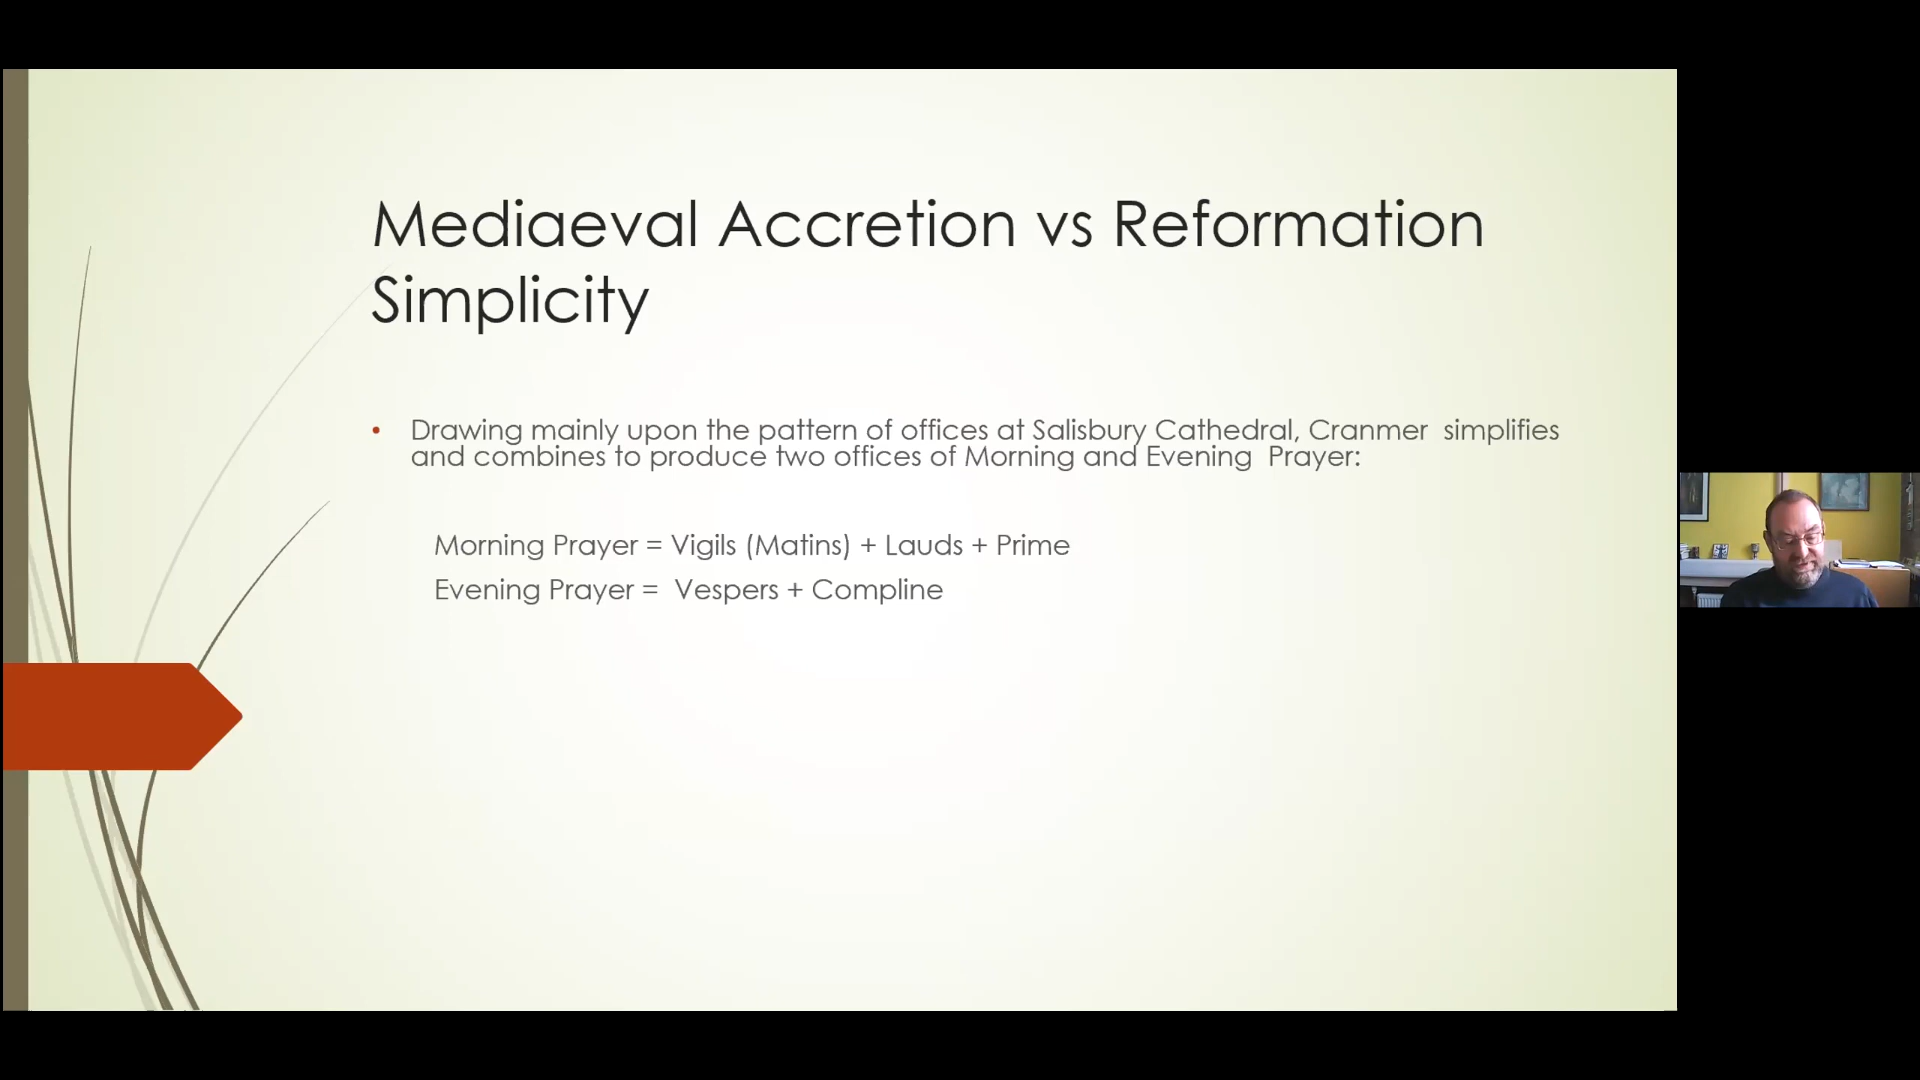 Mediaeval Accretion vs Reformation
Simplicity
• Drawing mainly upon the pattern of offices at Salisbury Cathedral, Cranmer  simplifies
and combines to produce two offices of Morning and Evening  Prayer:
Morning Prayer = Vigils (Matins) + Lauds + Prime
Evening Prayer =  Vespers + Compline